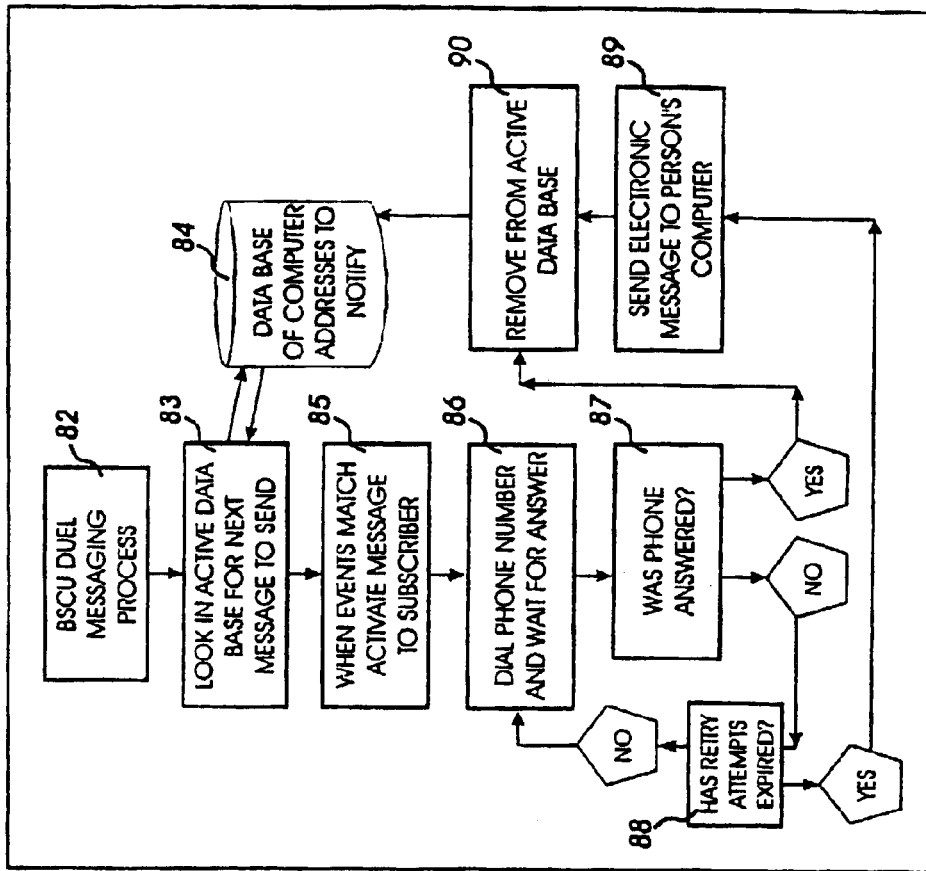 82
BSCU DUEL
MESSAGING
PROCESS
83
LOOK IN ACTIVE DATA
BASE FOR NEXT
MESSAGE TO SEND
84
DATA BASE
OF COMPUTER
ADDRESSES TO
NOTIFY
85
WHEN EVENTS MATCH
ACTIVATE MESSAGE
TO SUBSCRIBER
86
DIAL PHONE NUMBER
AND WAIT FOR ANSWER
87
WAS PHONE
ANSWERED?
YES
NO
88
HAS RETRY
ATTEMPTS
EXPIRED?
NO
YES
90
REMOVE FROM ACTIVE
DATA BASE
89
SEND ELECTRONIC
MESSAGE TO PERSON'S
COMPUTER